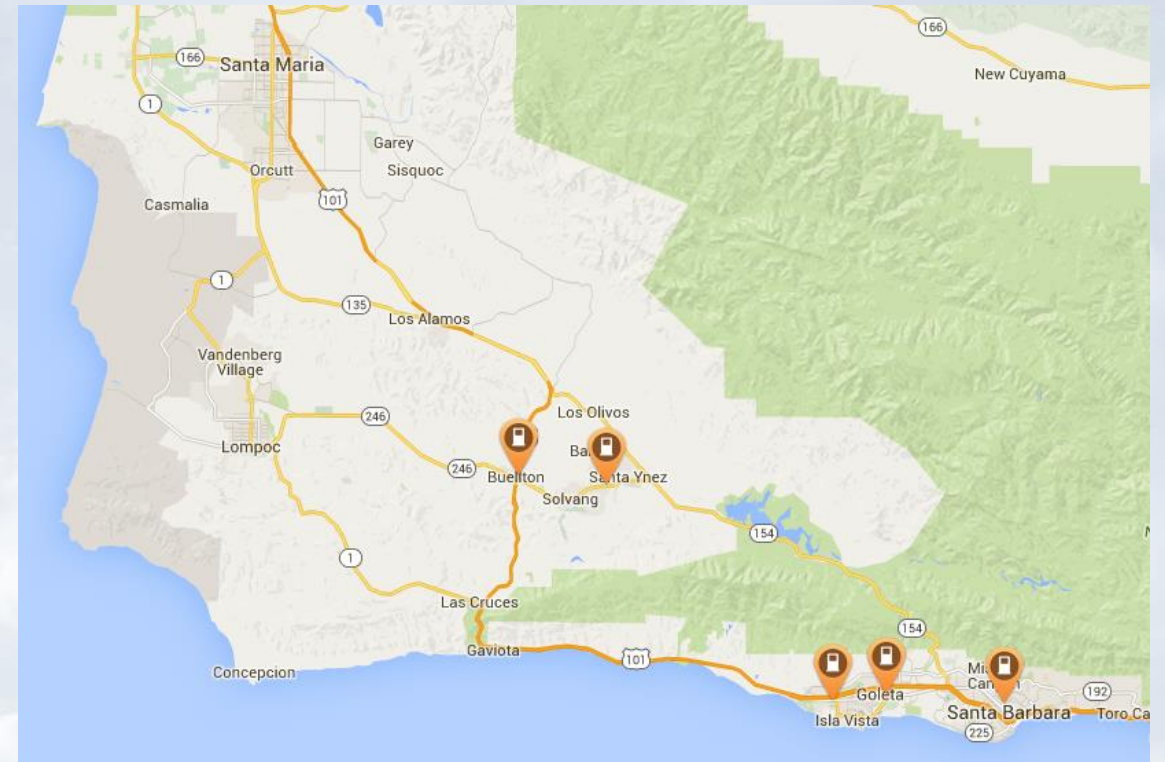 166
New Cuyama
166
Santa Maria
1
Garey
Sisquoc
Orcutt
101
Casmalia
1
135
Los Alamos
Vandenberg
Village
Los Olivos
246
Lompoc
246
Buellton
Santa Ynez
Solvang
154
1
Las Cruces
154
Gaviota
101
Concepcion
192
Goleta
Santa Barbara
Isla Vista
225